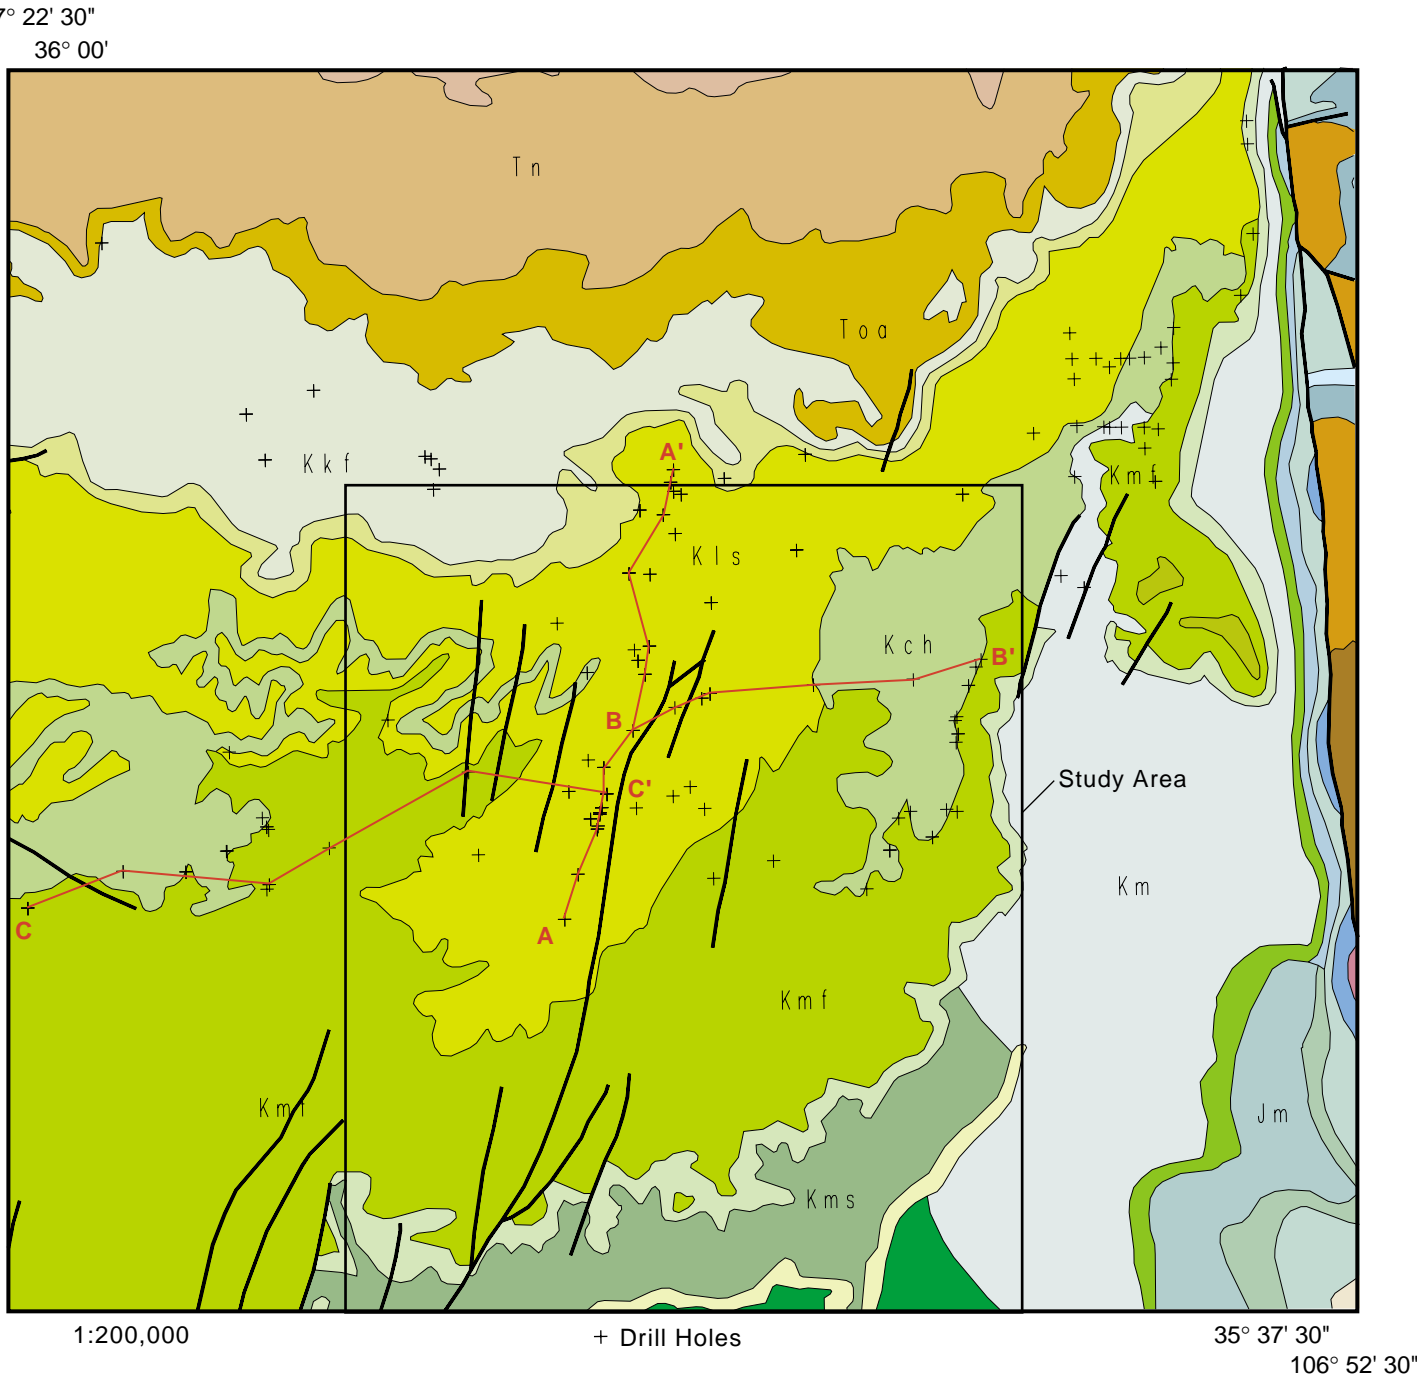 7° 22' 30"
36° 00'
Tn
Toa
A'
Kkf
Kmf
Kls
Kch
B'
B
Study Area
C'
Km
C
A
Kmf
Kmf
Jm
Kms
1:200,000
+ Drill Holes
35° 37' 30"
106° 52' 30"